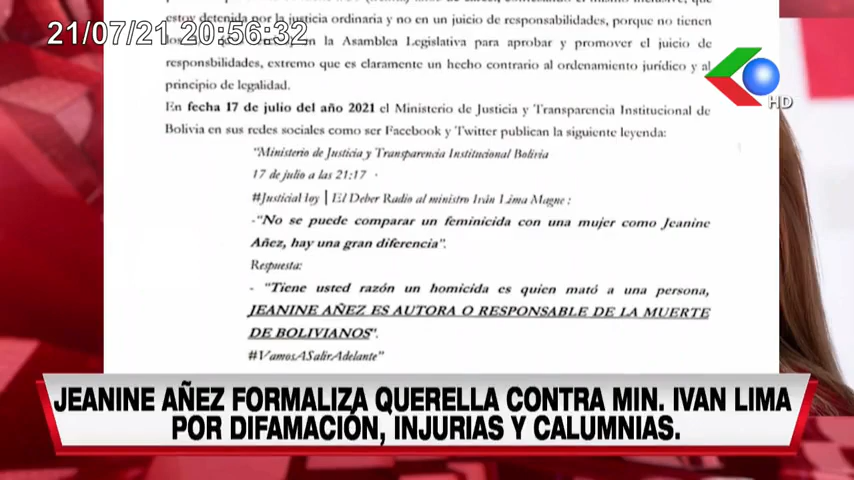 21/07/21 20:56:32
estoy detenida por la justicia ordinaria y no en un juicio de responsabilidades, porque no tienen
los en la Asamblea Legislativa para aprobar y promover el juicio de
responsbilidades, extremo que es claramente un hecho contrario al ordenamiento jurídico y al
principio de legalidad.
HD
En fecha 17 de julio del año 2021 el Ministerio de Justicia y Transparencia Institucional de
Bolivia en sus redes sociales como ser Facebook y Twitter publican la siguiente leyenda:
"Ministerio de Justicia y Transparencia Institucional Bolivia
17 de julio a las 21:17 ·
#JusticiaHoy | El Deber Radio al ministro Iván Lima Magne :
-"No se puede comparar un feminicida con una mujer como Jeanine
Añez, hay una gran diferencia".
Respuesta:
- "Tiene usted razón un homicida es quien mató a una persona,
JEANINE AÑEZ ES AUTORA O RESPONSABLE DE LA MUERTE
DE BOLIVIANOS".
#VamosASalirAdelante"
JEANINE AÑEZ FORMALIZA QUERELLA CONTRA MIN. IVAN LIMA
POR DIFAMACIÓN, INJURIAS Y CALUMNIAS.